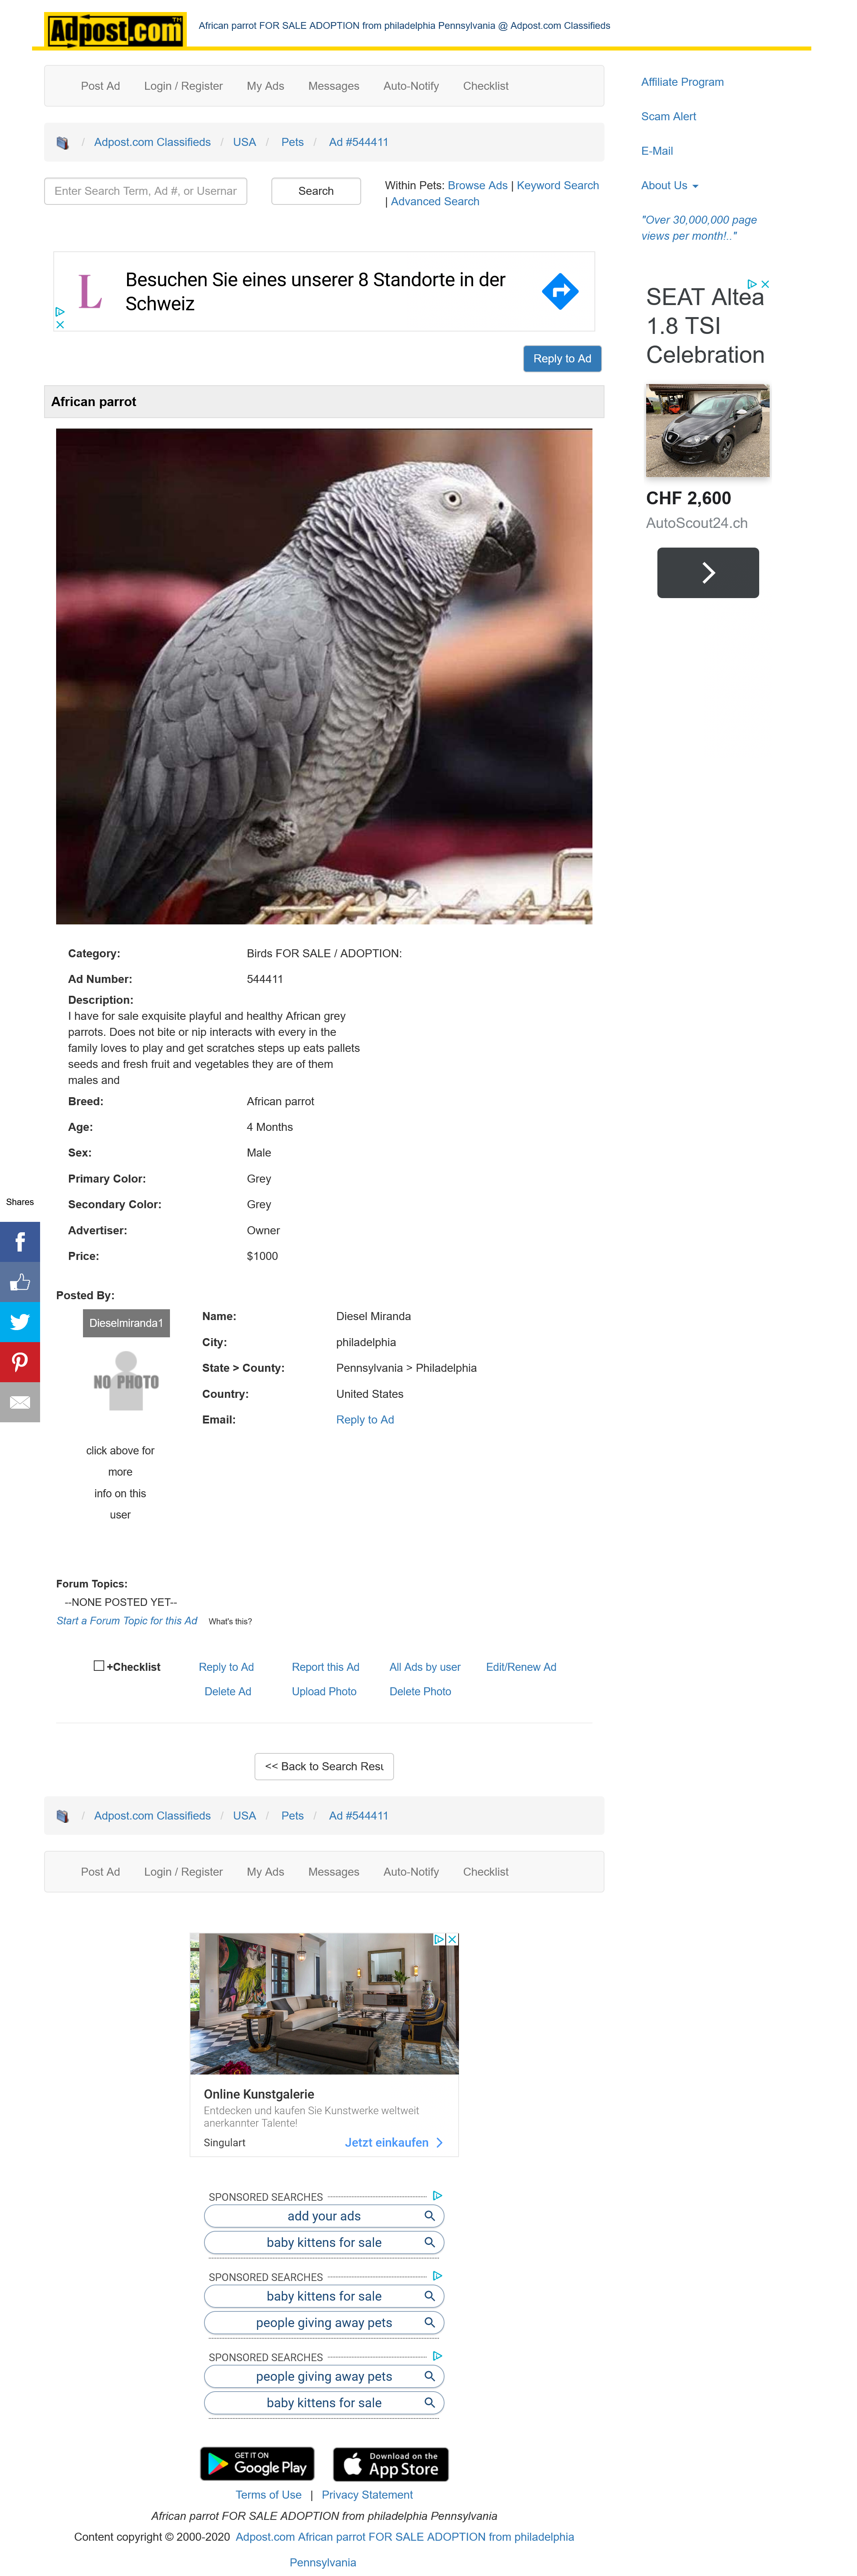 Adpost.com™
African parrot FOR SALE ADOPTION from philadelphia Pennsylvania @ Adpost.com Classifieds
Post Ad Login / Register My Ads Messages Auto-Notify Checklist
/ Adpost.com Classifieds / USA / Pets / Ad #544411
Enter Search Term, Ad #, or Usernar
Search
Within Pets: Browse Ads | Keyword Search
| Advanced Search
Affiliate Program
Scam Alert
E-Mail
About Us
"Over 30,000,000 page
views per month!.."
L
Besuchen Sie eines unserer 8 Standorte in der
Schweiz
SEAT Altea
1.8 TSI
Celebration
CHF 2,600
AutoScout24.ch
Reply to Ad
African parrot
Category: Birds FOR SALE / ADOPTION:
Ad Number: 544411
Description:
I have for sale exquisite playful and healthy African grey
parrots. Does not bite or nip interacts with every in the
family loves to play and get scratches steps up eats pallets
seeds and fresh fruit and vegetables they are of them
males and
Breed: African parrot
Age: 4 Months
Sex: Male
Primary Color: Grey
Secondary Color: Grey
Advertiser: Owner
Price: $1000
Shares
Posted By:
Dieselmiranda1
NO PHOTO
click above for
more
info on this
user
Name: Diesel Miranda
City: philadelphia
State > County: Pennsylvania > Philadelphia
Country: United States
Email: Reply to Ad
Forum Topics:
--NONE POSTED YET--
Start a Forum Topic for this Ad What's this?
+Checklist Reply to Ad Report this Ad All Ads by user Edit/Renew Ad
Delete Ad Upload Photo Delete Photo
<< Back to Search Resu
/ Adpost.com Classifieds / USA / Pets / Ad #544411
Post Ad Login / Register My Ads Messages Auto-Notify Checklist
Online Kunstgalerie
Entdecken und kaufen Sie Kunstwerke weltweit
anerkannter Talente!
Singulart Jetzt einkaufen
SPONSORED SEARCHES
add your ads
baby kittens for sale
SPONSORED SEARCHES
baby kittens for sale
people giving away pets
SPONSORED SEARCHES
people giving away pets
baby kittens for sale
GET IT ON
Google Play
Download on the
App Store
Terms of Use | Privacy Statement
African parrot FOR SALE ADOPTION from philadelphia Pennsylvania
Content copyright © 2000-2020 Adpost.com African parrot FOR SALE ADOPTION from philadelphia
Pennsylvania